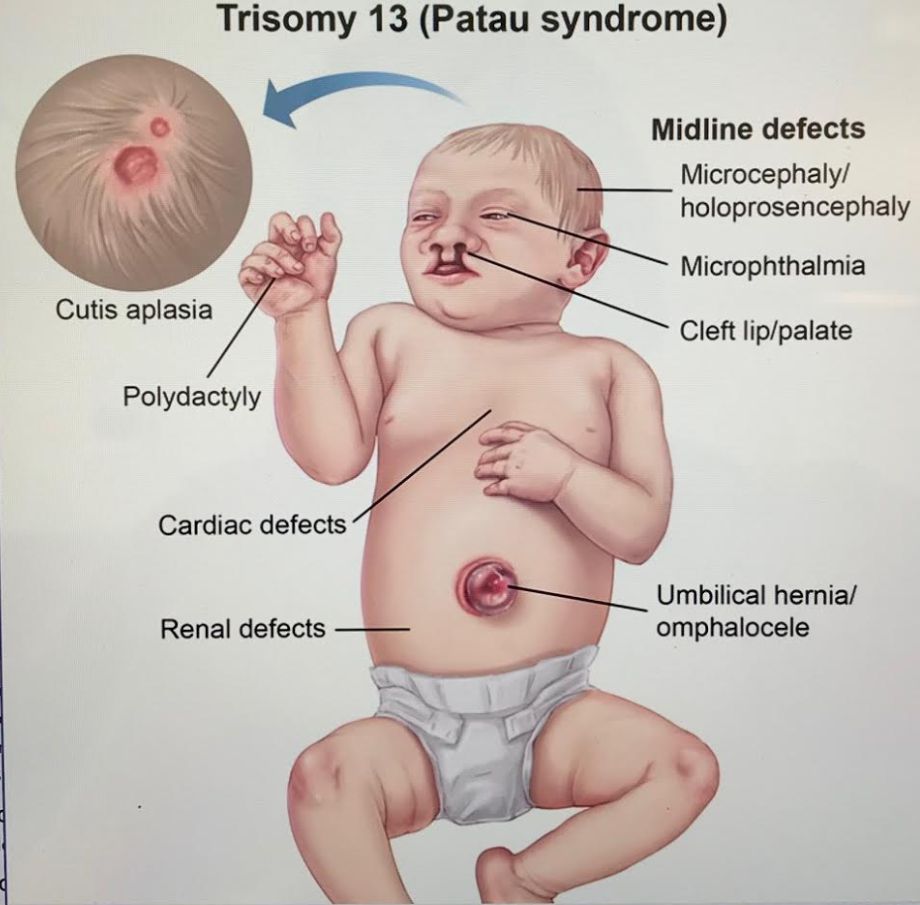 Trisomy 13 (Patau syndrome)
Midline defects
Microcephaly/
holoprosencephaly
Microphthalmia
Cleft lip/palate
Cutis aplasia
Polydactyly
Cardiac defects
Renal defects
Umbilical hernia/
omphalocele